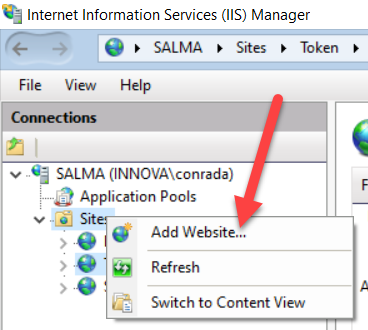 Internet Information Services (IIS) Manager
SALMA Sites Token
File View Help
Connections
SALMA (INNOVA\conrada)
Application Pools
Sites
Add Website...
Refresh
Switch to Content View